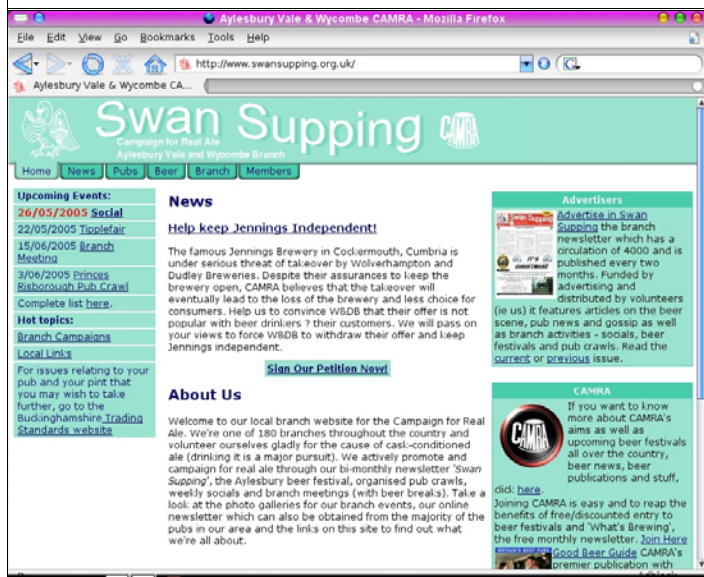 Aylesbury Vale & Wycombe CAMRA - Mozilla Firefox
File Edit View Go Bookmarks Tools Help
http://www.swansupping.org.uk/
G
Aylesbury Vale & Wycombe CA...
Swan Supping CAMRA
Campaign for Real Ale
Aylesbury Vale and Wycombe Branch
Home News Pubs Beer Branch Members
Upcoming Events:
26/05/2005 Social
22/05/2005 Tipplefair
15/06/2005 Branch
Meeting
3/06/2005 Princes
Risborough Pub Crawl
Complete list here.
Hot topics:
Branch Campaigns
Local Links
For issues relating to your
pub and your pint that
you may wish to take
further, go to the
Buckinghamshire Trading
Standards website
News
Help keep Jennings Independent!
The famous Jennings Brewery in Cockermouth, Cumbria is
under serious threat of takeover by Wolverhampton and
Dudley Breweries. Despite their assurances to keep the
brewery open, CAMRA believes that the takeover will
eventually lead to the loss of the brewery and less choice for
consumers. Help us to convince W&DB that their offer is not
popular with beer drinkers ? their customers. We will pass on
your views to force W&DB to withdraw their offer and keep
Jennings independent.
Sign Our Petition Now!
About Us
Welcome to our local branch website for the Campaign for Real
Ale. We're one of 180 branches throughout the country and
volunteer ourselves gladly for the cause of cask-conditioned
ale (drinking it is a major pursuit). We actively promote and
campaign for real ale through our bi-monthly newsletter 'Swan
Supping', the Aylesbury beer festival, organised pub crawls,
weekly socials and branch meetings (with beer breaks). Take a
look at the photo galleries for our branch events, our online
newsletter which can also be obtained from the majority of the
pubs in our area and the links on this site to find out what
we're all about.
Advertisers
Advertise in Swan
Supping the branch
newsletter which has a
circulation of 4000 and is
published every two
months. Funded by
advertising and
distributed by volunteers
(ie us) it features articles on the beer
scene, pub news and gossip as well
as branch activities - socials, beer
festivals and pub crawls. Read the
current or previous issue.
CAMRA
CAMRA
If you want to know
more about CAMRA's
aims as well as
upcoming beer festivals
all over the country,
beer news, beer
publications and stuff,
click here.
Joining CAMRA is easy and to reap the
benefits of free/discounted entry to
beer festivals and 'What's Brewing',
the free monthly newsletter. Join Here
Good Beer Guide CAMRA's
premier publication with